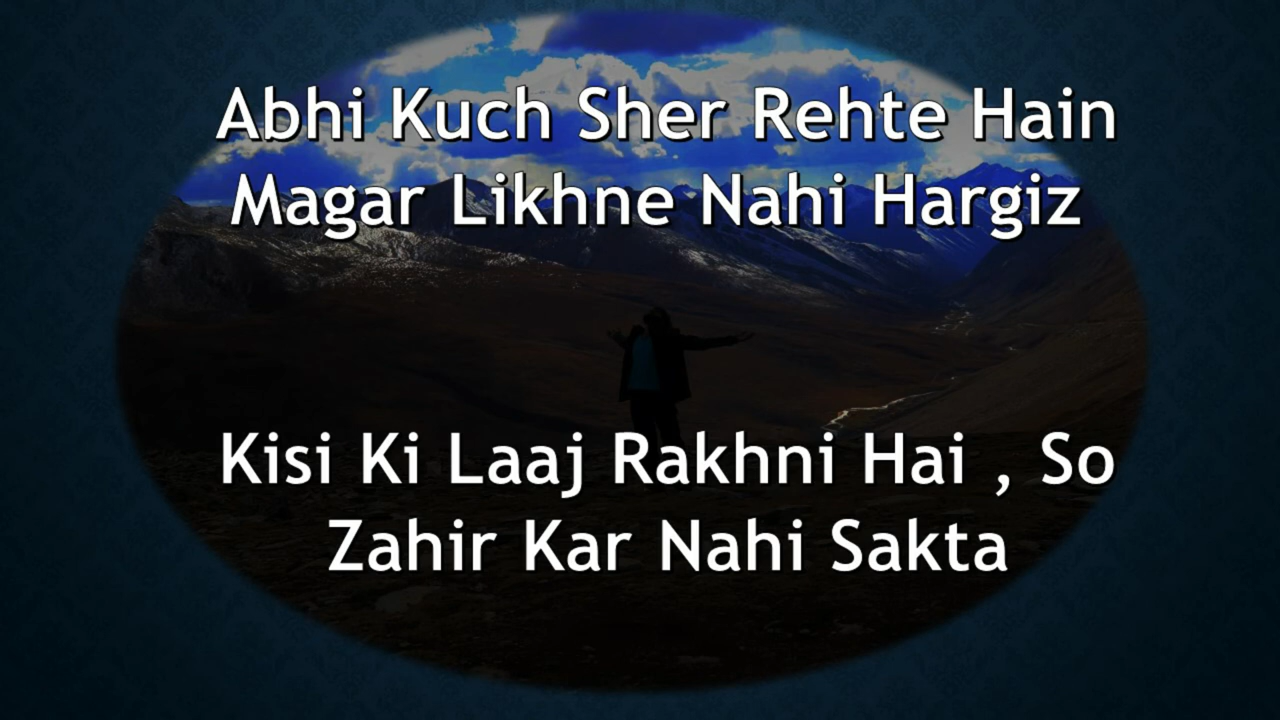 Abhi Kuch Sher Rehte Hain
Magar Likhne Nahi Hargiz
Kisi Ki Laaj Rakhni Hai , So
Zahir Kar Nahi Sakta